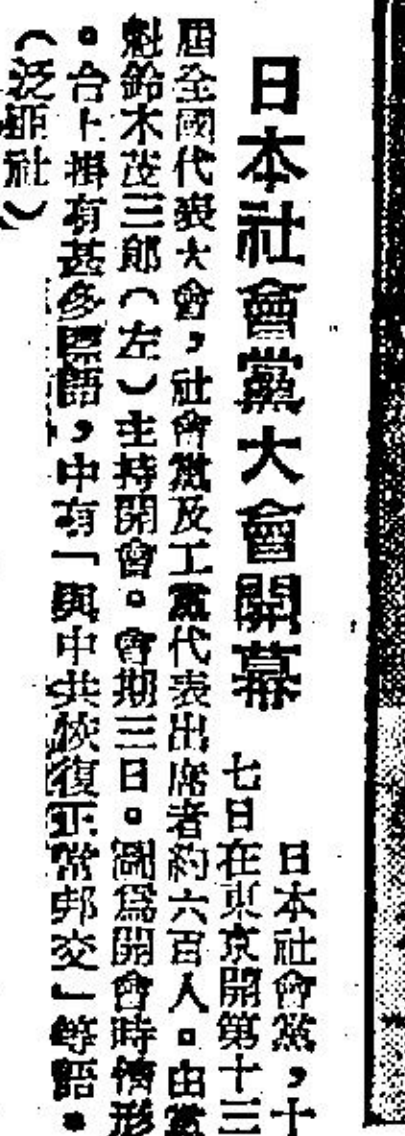 日本社會黨大會開幕
日本社會黨，十
七日在東京開第十三
屆全國代表大會，社會黨及工黨代表出席者約六百人。由黨
魁鈴木茂三郎（左）主持開會。會期三日。圖爲開會時情形
。台上掛有甚多標語，中有「與中共恢復正常邦交」等語。
（泛亞社）